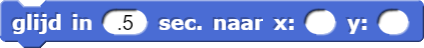 glijd in .5 sec. naar x: y: